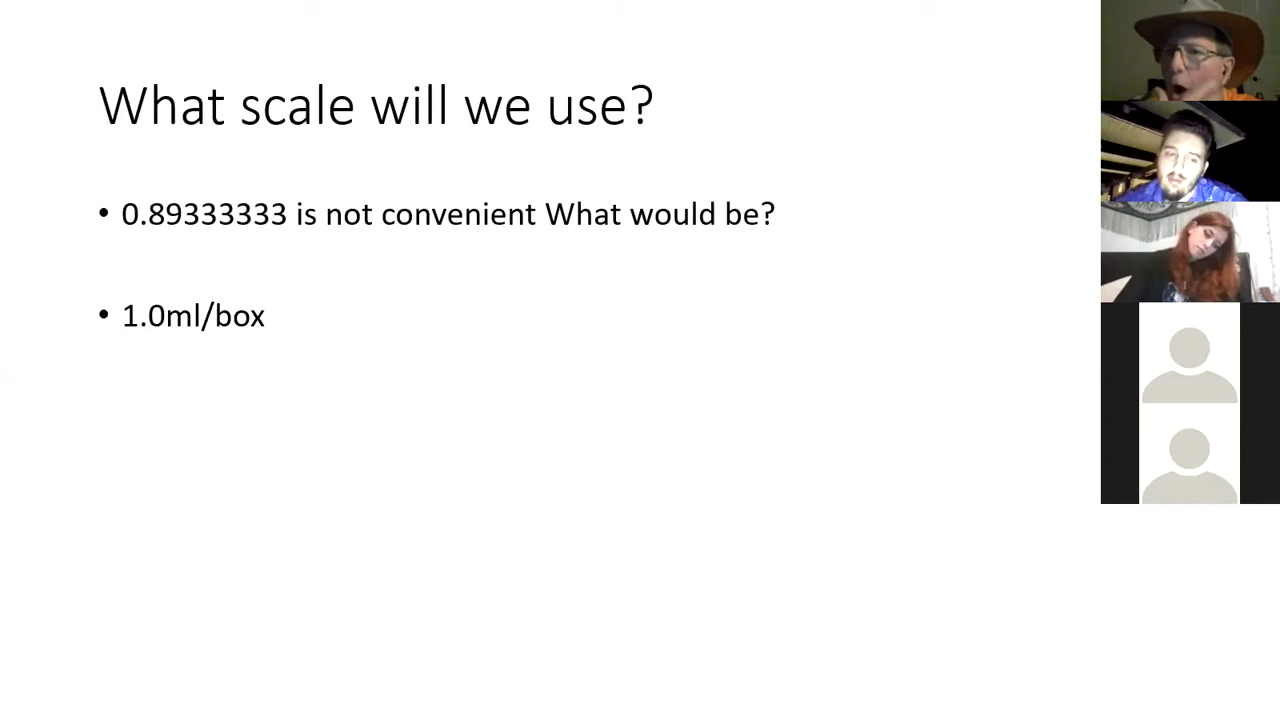 What scale will we use?
• 0.89333333 is not convenient What would be?
• 1.0ml/box